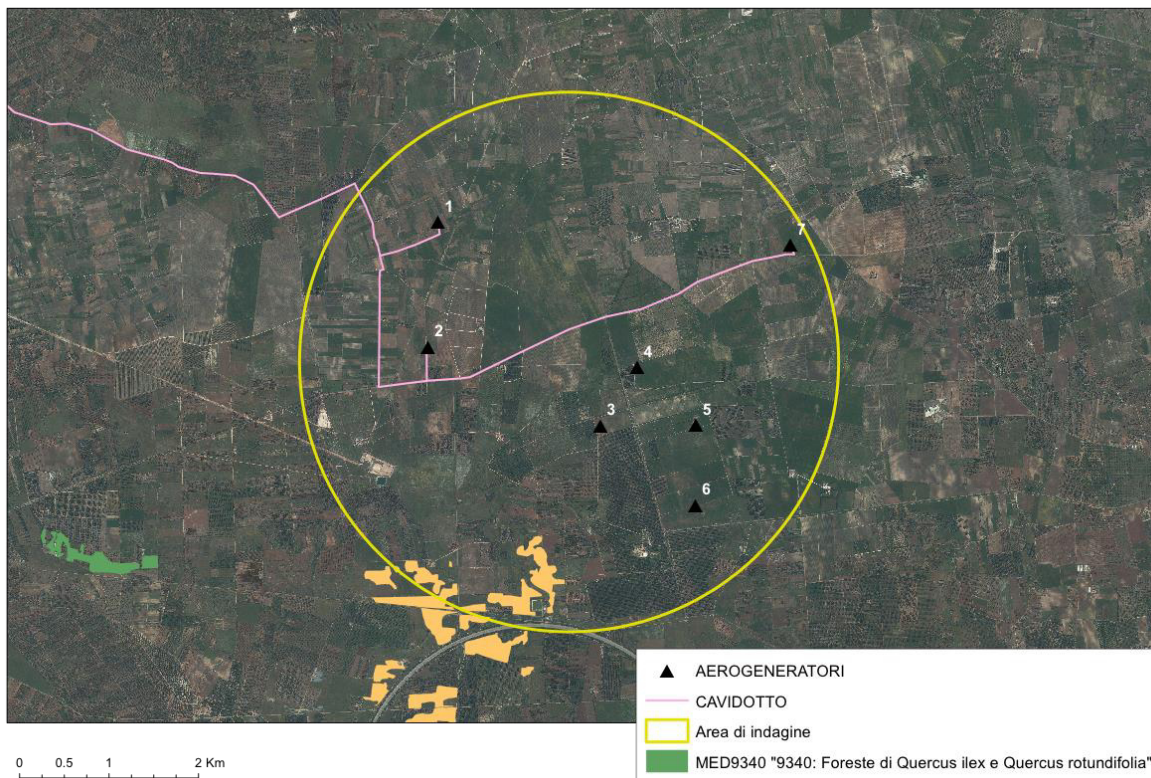 1
7
2
4
3
5
6
AEROGENERATORI
CAVIDOTTO
Area di indagine
MED9340 "9340: Foreste di Quercus ilex e Quercus rotundifolia"
0 0.5 1 2 Km